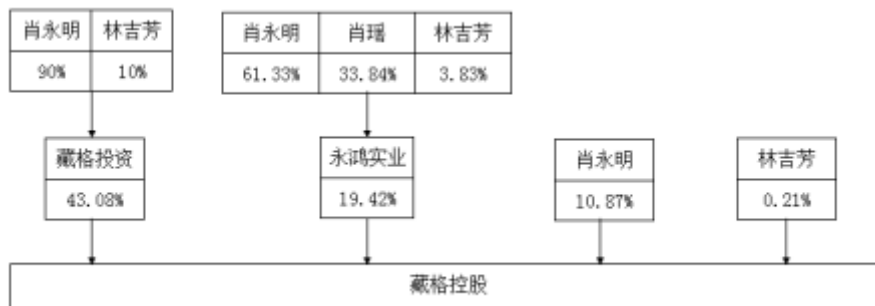 肖永明 林吉芳
90% 10%
肖永明 肖瑶 林吉芳
61.33% 33.84% 3.83%
藏格投资
43.08%
永鸿实业
19.42%
肖永明
10.87%
林吉芳
0.21%
藏格控股